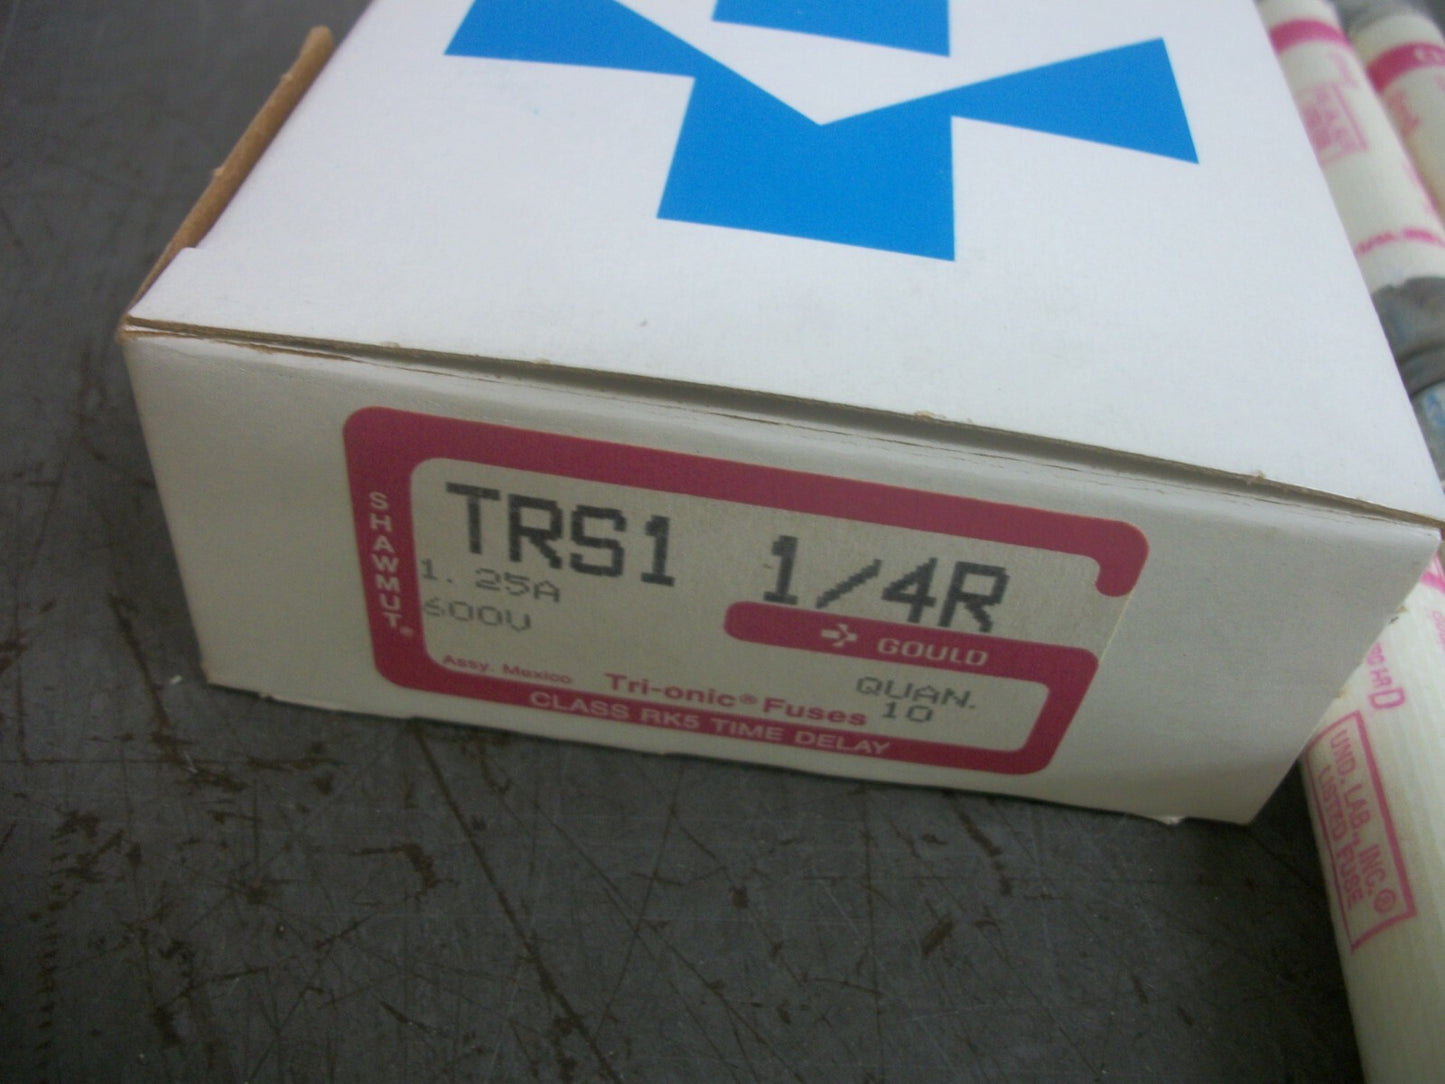 SHAWMUT®
TRS1 1/4R
1.25A
600V
GOULD
Assy. Mexico
Tri-onic® Fuses
QUAN.
10
CLASS RK5 TIME DELAY
UND. LAB., INC.®
LISTED FUSE